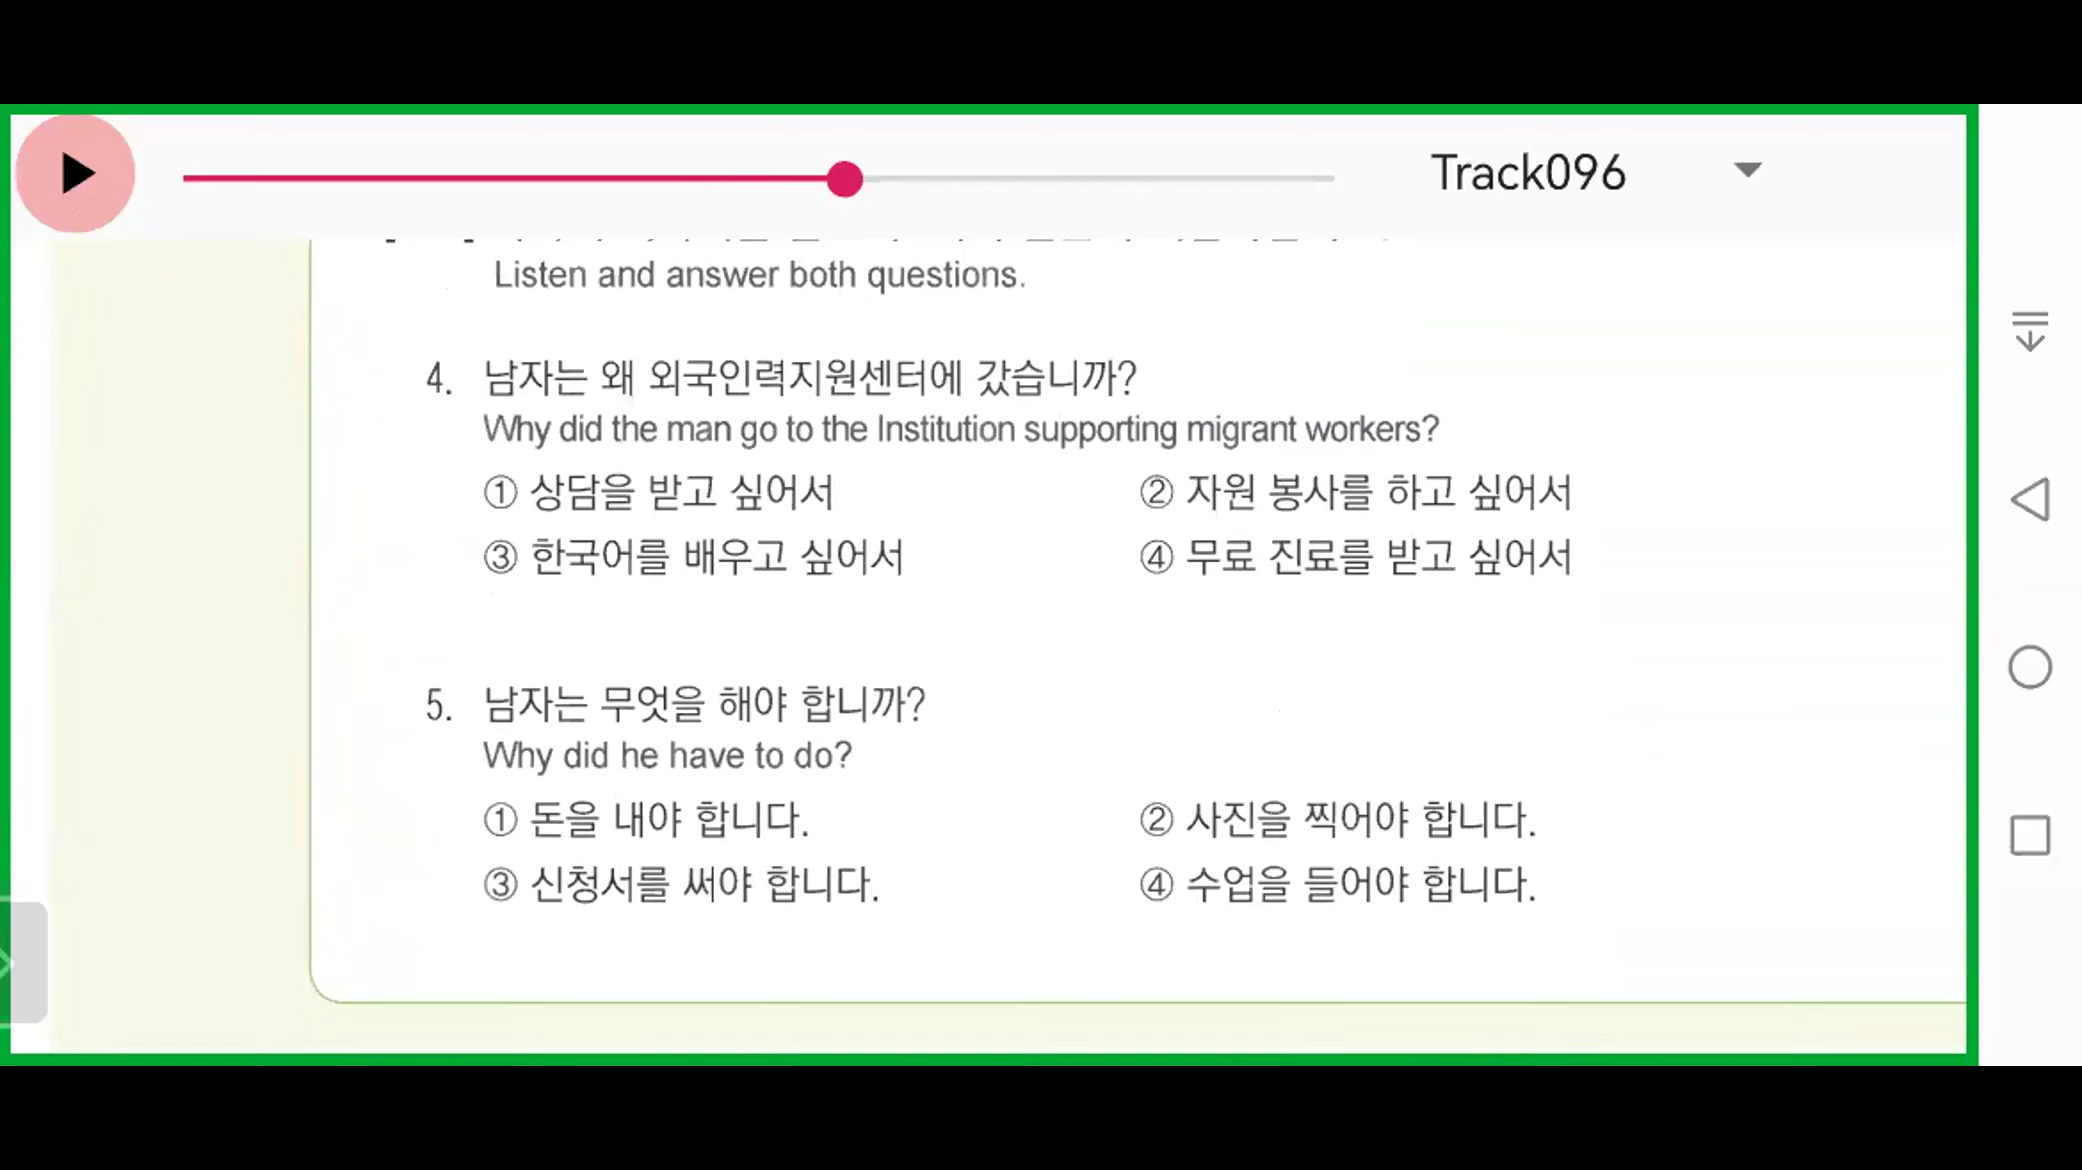 Track096
Listen and answer both questions.
4. 남자는 왜 외국인력지원센터에 갔습니까?
Why did the man go to the Institution supporting migrant workers?
① 상담을 받고 싶어서 ② 자원 봉사를 하고 싶어서
③ 한국어를 배우고 싶어서 ④ 무료 진료를 받고 싶어서
5. 남자는 무엇을 해야 합니까?
Why did he have to do?
① 돈을 내야 합니다. ② 사진을 찍어야 합니다.
③ 신청서를 써야 합니다. ④ 수업을 들어야 합니다.